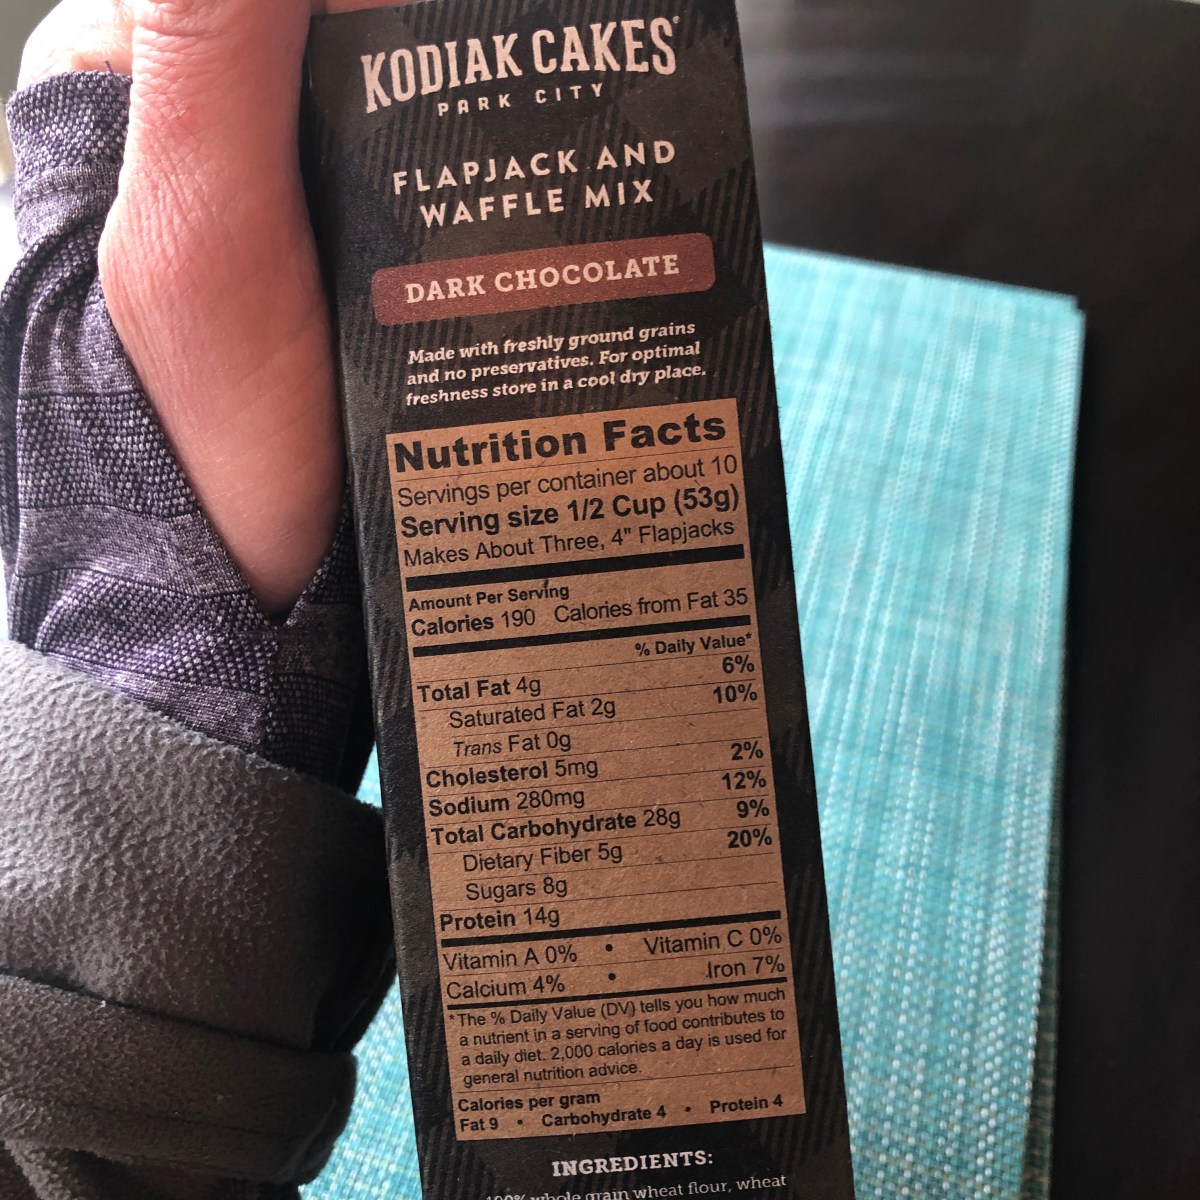 KODIAK CAKES®
PARK CITY
FLAPJACK AND
WAFFLE MIX
DARK CHOCOLATE
Made with freshly ground grains
and no preservatives. For optimal
freshness store in a cool dry place.
Nutrition Facts
Servings per container about 10
Serving size 1/2 Cup (53g)
Makes About Three, 4" Flapjacks
Amount Per Serving
Calories 190 Calories from Fat 35
% Daily Value*
Total Fat 4g 6%
Saturated Fat 2g 10%
Trans Fat 0g
Cholesterol 5mg 2%
Sodium 280mg 12%
Total Carbohydrate 28g 9%
Dietary Fiber 5g 20%
Sugars 8g
Protein 14g
Vitamin A 0% • Vitamin C 0%
Calcium 4% • Iron 7%
*The % Daily Value (DV) tells you how much
a nutrient in a serving of food contributes to
a daily diet. 2,000 calories a day is used for
general nutrition advice.
Calories per gram
Fat 9 • Carbohydrate 4 • Protein 4
INGREDIENTS:
100% whole grain wheat flour, wheat